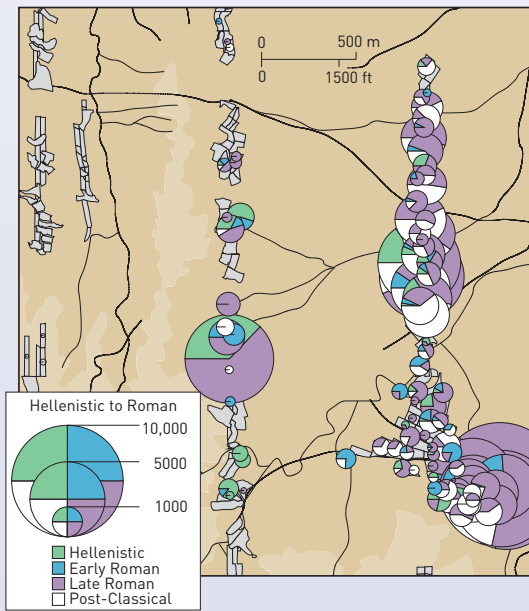 0 500 m
0 1500 ft
Hellenistic to Roman
10,000
5000
1000
Hellenistic
Early Roman
Late Roman
Post-Classical